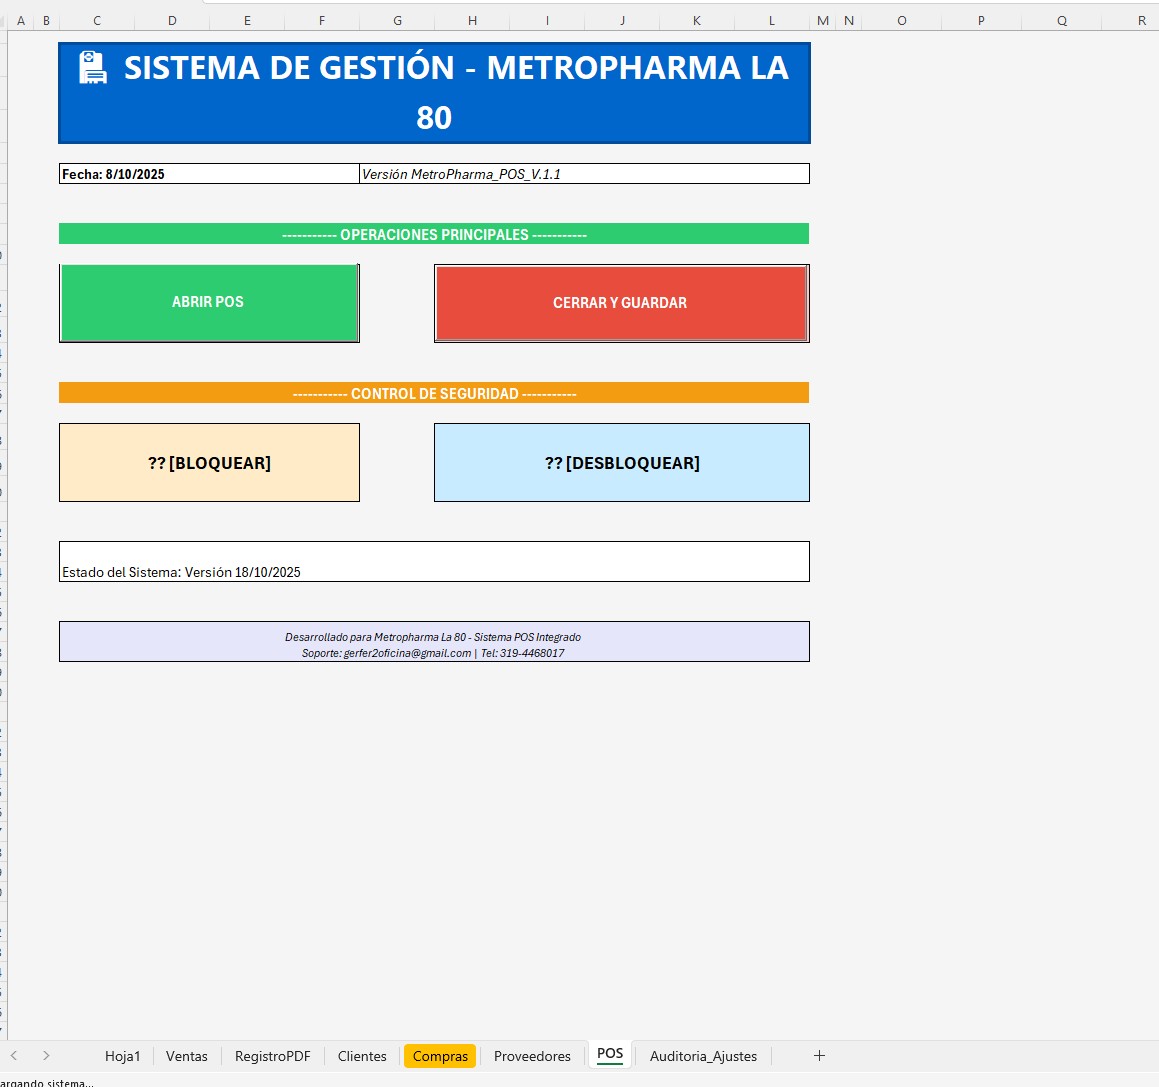 A B C D E F G H I J K L M N O P Q R
SISTEMA DE GESTIÓN - METROPHARMA LA
80
Fecha: 8/10/2025 Versión MetroPharma_POS_V.1.1
----------- OPERACIONES PRINCIPALES -----------
ABRIR POS CERRAR Y GUARDAR
----------- CONTROL DE SEGURIDAD -----------
?? [BLOQUEAR] ?? [DESBLOQUEAR]
Estado del Sistema: Versión 18/10/2025
Desarrollado para Metropharma La 80 - Sistema POS Integrado
Soporte: gerfer2oficina@gmail.com | Tel: 319-4468017
Hoja1 Ventas RegistroPDF Clientes Compras Proveedores POS Auditoria_Ajustes +
argando sistema...